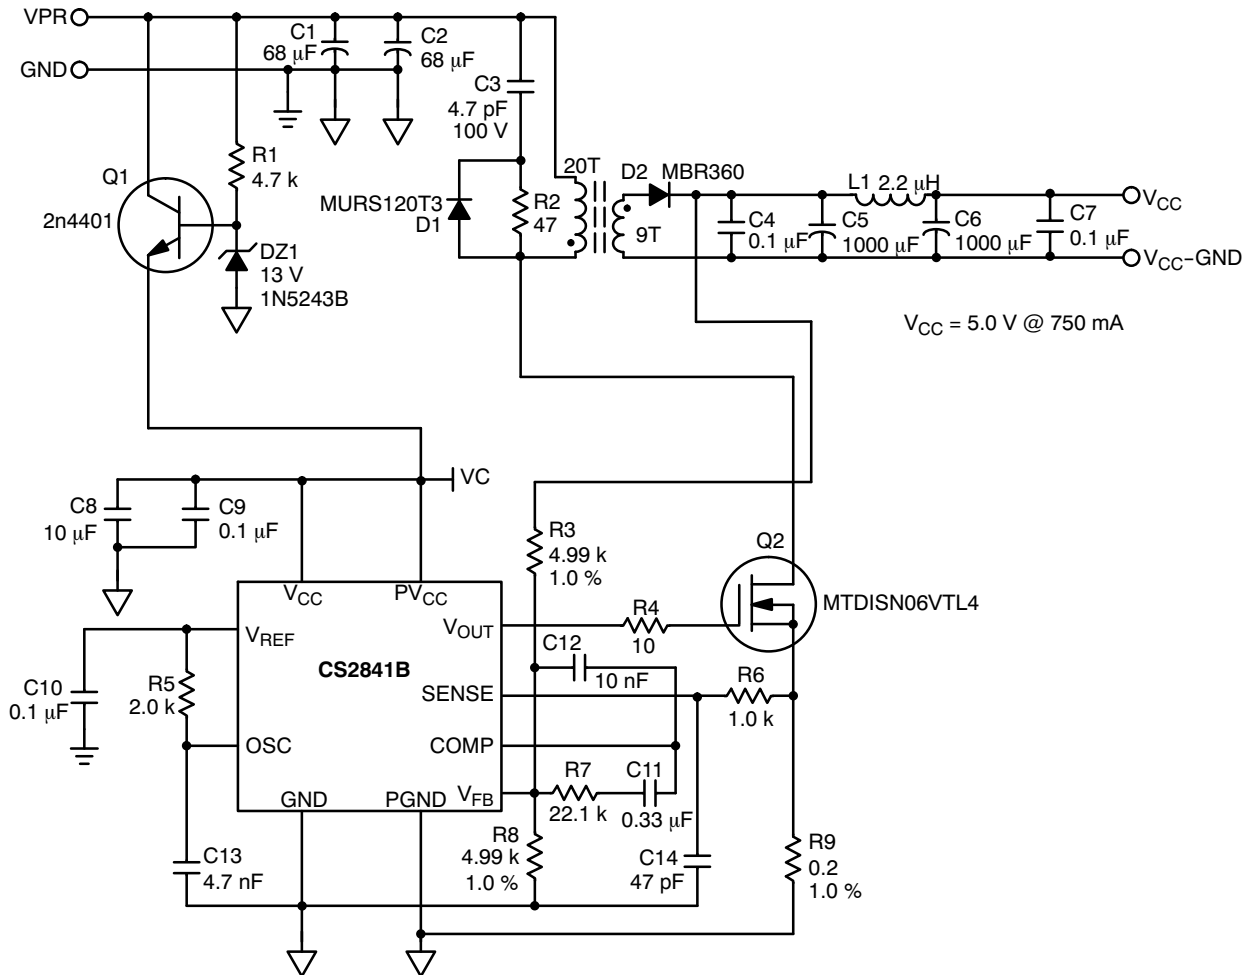 VPR
GND
C1
68 μF
C2
68 μF
C3
4.7 pF
100 V
R1
4.7 k
Q1
2n4401
DZ1
13 V
1N5243B
MURS120T3
D1
R2
47
20T
9T
D2 MBR360
C4
0.1 μF
C5
1000 μF
L1 2.2 μH
C6
1000 μF
C7
0.1 μF
VCC
VCC-GND
VCC = 5.0 V @ 750 mA
VC
C8
10 μF
C9
0.1 μF
R3
4.99 k
1.0 %
Q2
MTDISN06VTL4
VCC
PVCC
VREF
VOUT
CS2841B
SENSE
OSC
COMP
GND
PGND
VFB
R4
10
C12
10 nF
R6
1.0 k
C10
0.1 μF
R5
2.0 k
R7
22.1 k
C11
0.33 μF
R8
4.99 k
1.0 %
C13
4.7 nF
C14
47 pF
R9
0.2
1.0 %